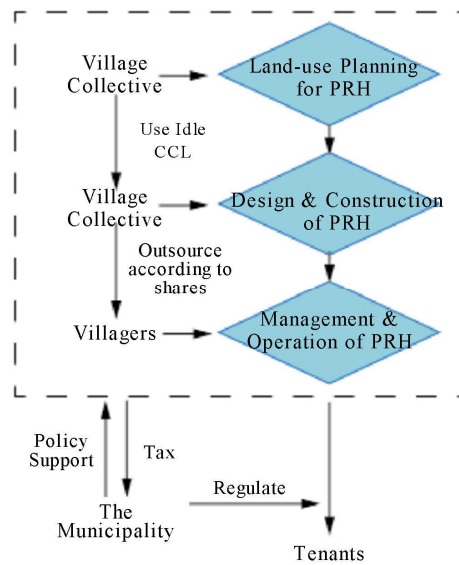 Village
Collective
Land-use Planning
for PRH
Use Idle
CCL
Village
Collective
Design & Construction
of PRH
Outsource
according to
shares
Villagers
Management &
Operation of PRH
Policy
Support
Tax
The
Municipality
Regulate
Tenants